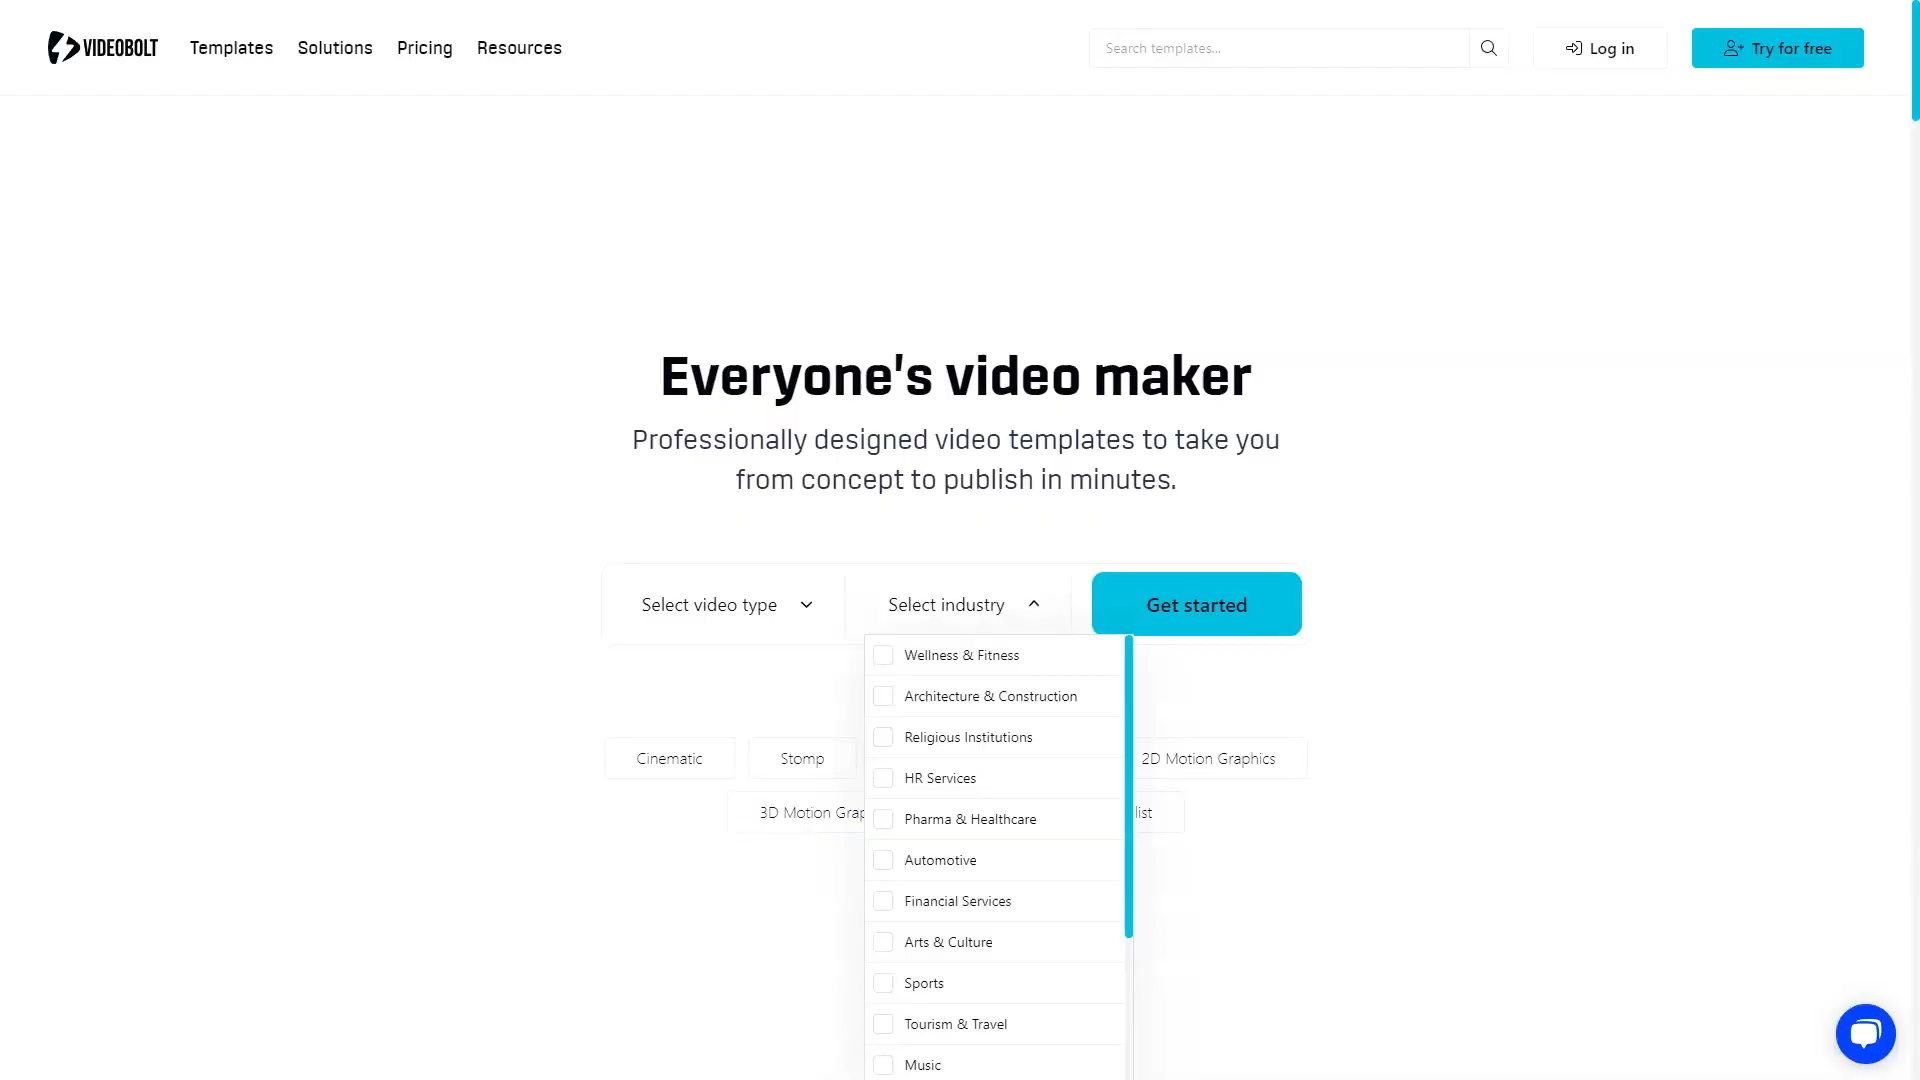 VIDEOBOLT
Templates
Solutions
Pricing
Resources
Search templates...
Log in
Try for free
Everyone's video maker
Professionally designed video templates to take you
from concept to publish in minutes.
Select video type
Select industry
Get started
Wellness & Fitness
Architecture & Construction
Religious Institutions
HR Services
Pharma & Healthcare
Automotive
Financial Services
Arts & Culture
Sports
Tourism & Travel
Music
Cinematic
Stomp
2D Motion Graphics
3D Motion Grap
list